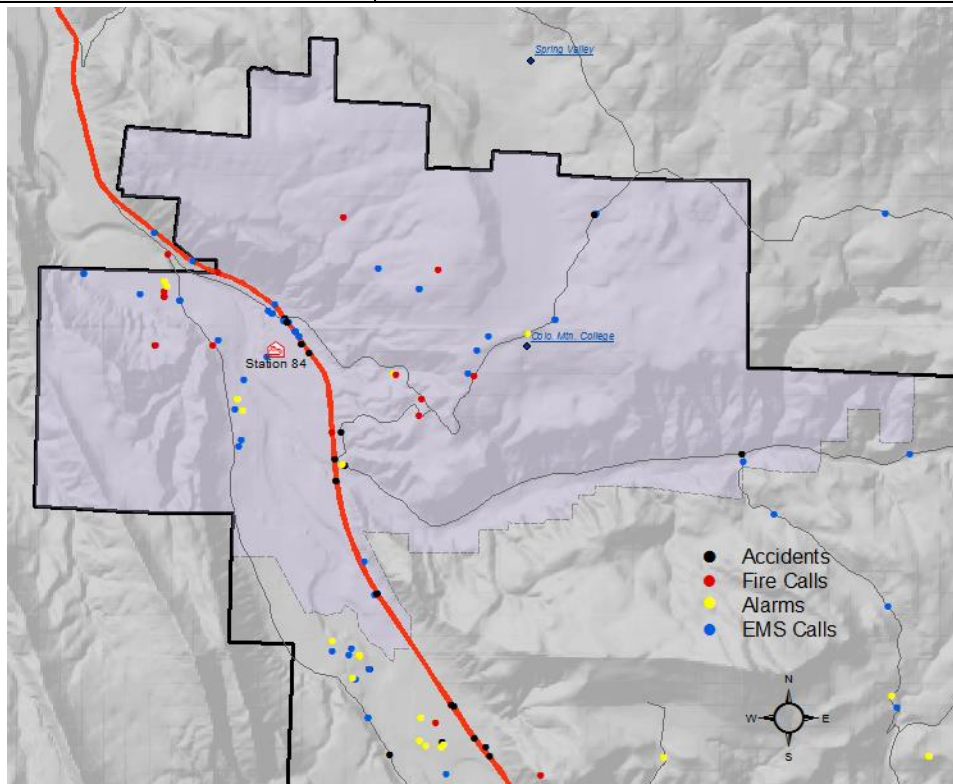 Spring Valley
Colo. Mtn. College
Station 84
Accidents
Fire Calls
Alarms
EMS Calls
N
W E
S